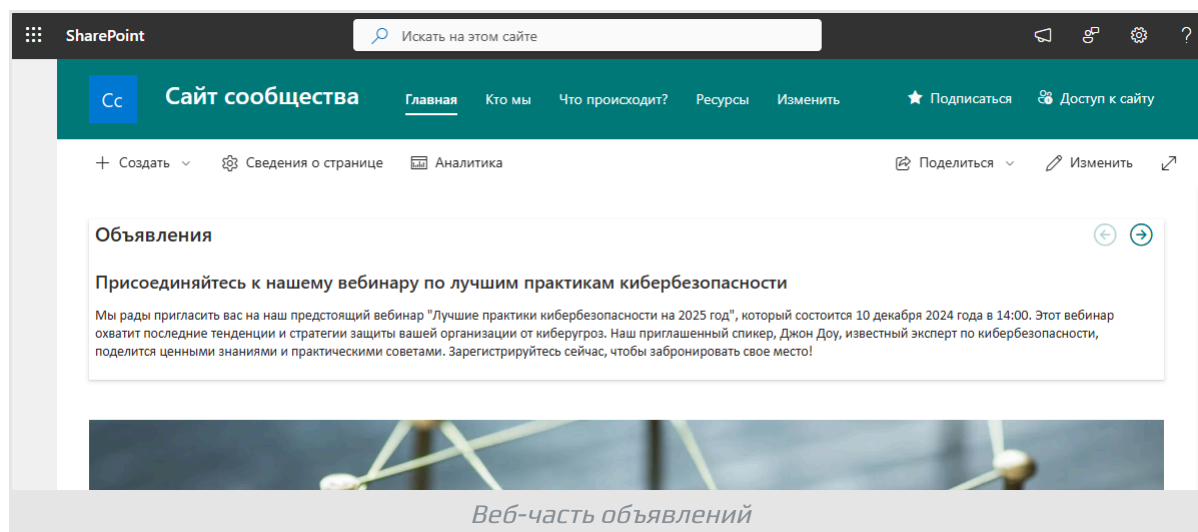 SharePoint
Искать на этом сайте
?
Сс
Сайт сообщества
Главная
Кто мы
Что происходит?
Ресурсы
Изменить
Подписаться
Доступ к сайту
Создать
Сведения о странице
Аналитика
Поделиться
Изменить
Объявления
Присоединяйтесь к нашему вебинару по лучшим практикам кибербезопасности
Мы рады пригласить вас на наш предстоящий вебинар "Лучшие практики кибербезопасности на 2025 год", который состоится 10 декабря 2024 года в 14:00. Этот вебинар
охватит последние тенденции и стратегии защиты вашей организации от киберугроз. Наш приглашенный спикер, Джон Доу, известный эксперт по кибербезопасности,
поделится ценными знаниями и практическими советами. Зарегистрируйтесь сейчас, чтобы забронировать свое место!
Веб-часть объявлений